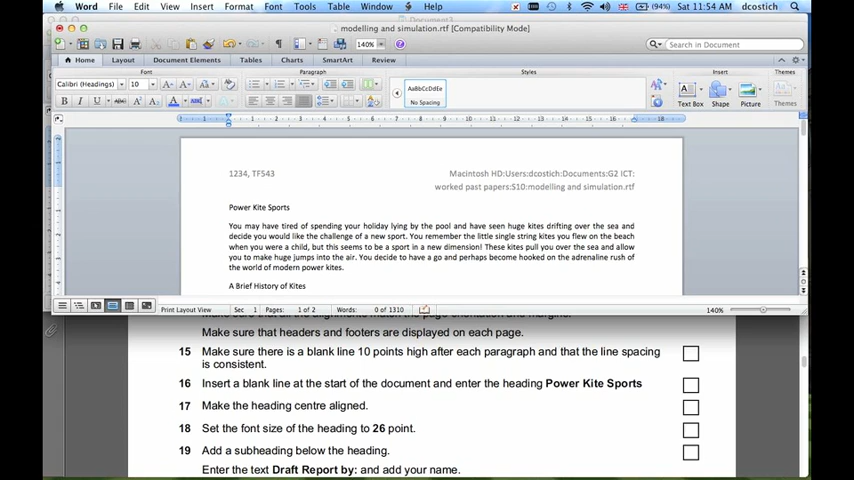 Word File Edit View Insert Format Font Tools Table Window Help (94%) Sat 11:54 AM dcostich
Document3
modelling and simulation.rtf [Compatibility Mode]
140% Search in Document
Home Layout Document Elements Tables Charts SmartArt Review
Font Paragraph Styles Insert Themes
Calibri (Headings) 10
AaBbCcDdEe
No Spacing
Text Box Shape Picture Themes
1234, TF543 Macintosh HD:Users:dcostich:Documents:G2 ICT:
worked past papers:S10:modelling and simulation.rtf
Power Kite Sports
You may have tired of spending your holiday lying by the pool and have seen huge kites drifting over the sea and
decide you would like the challenge of a new sport. You remember the little single string kites you flew on the beach
when you were a child, but this seems to be a sport in a new dimension! These kites pull you over the sea and allow
you to make huge jumps into the air. You decide to have a go and perhaps become hooked on the adrenaline rush of
the world of modern power kites.
A Brief History of Kites
Print Layout View Sec 1 Pages: 1 of 2 Words: 0 of 1310 140%
Make sure that headers and footers are displayed on each page.
15 Make sure there is a blank line 10 points high after each paragraph and that the line spacing
is consistent.
16 Insert a blank line at the start of the document and enter the heading Power Kite Sports
17 Make the heading centre aligned.
18 Set the font size of the heading to 26 point.
19 Add a subheading below the heading.
Enter the text Draft Report by: and add your name.